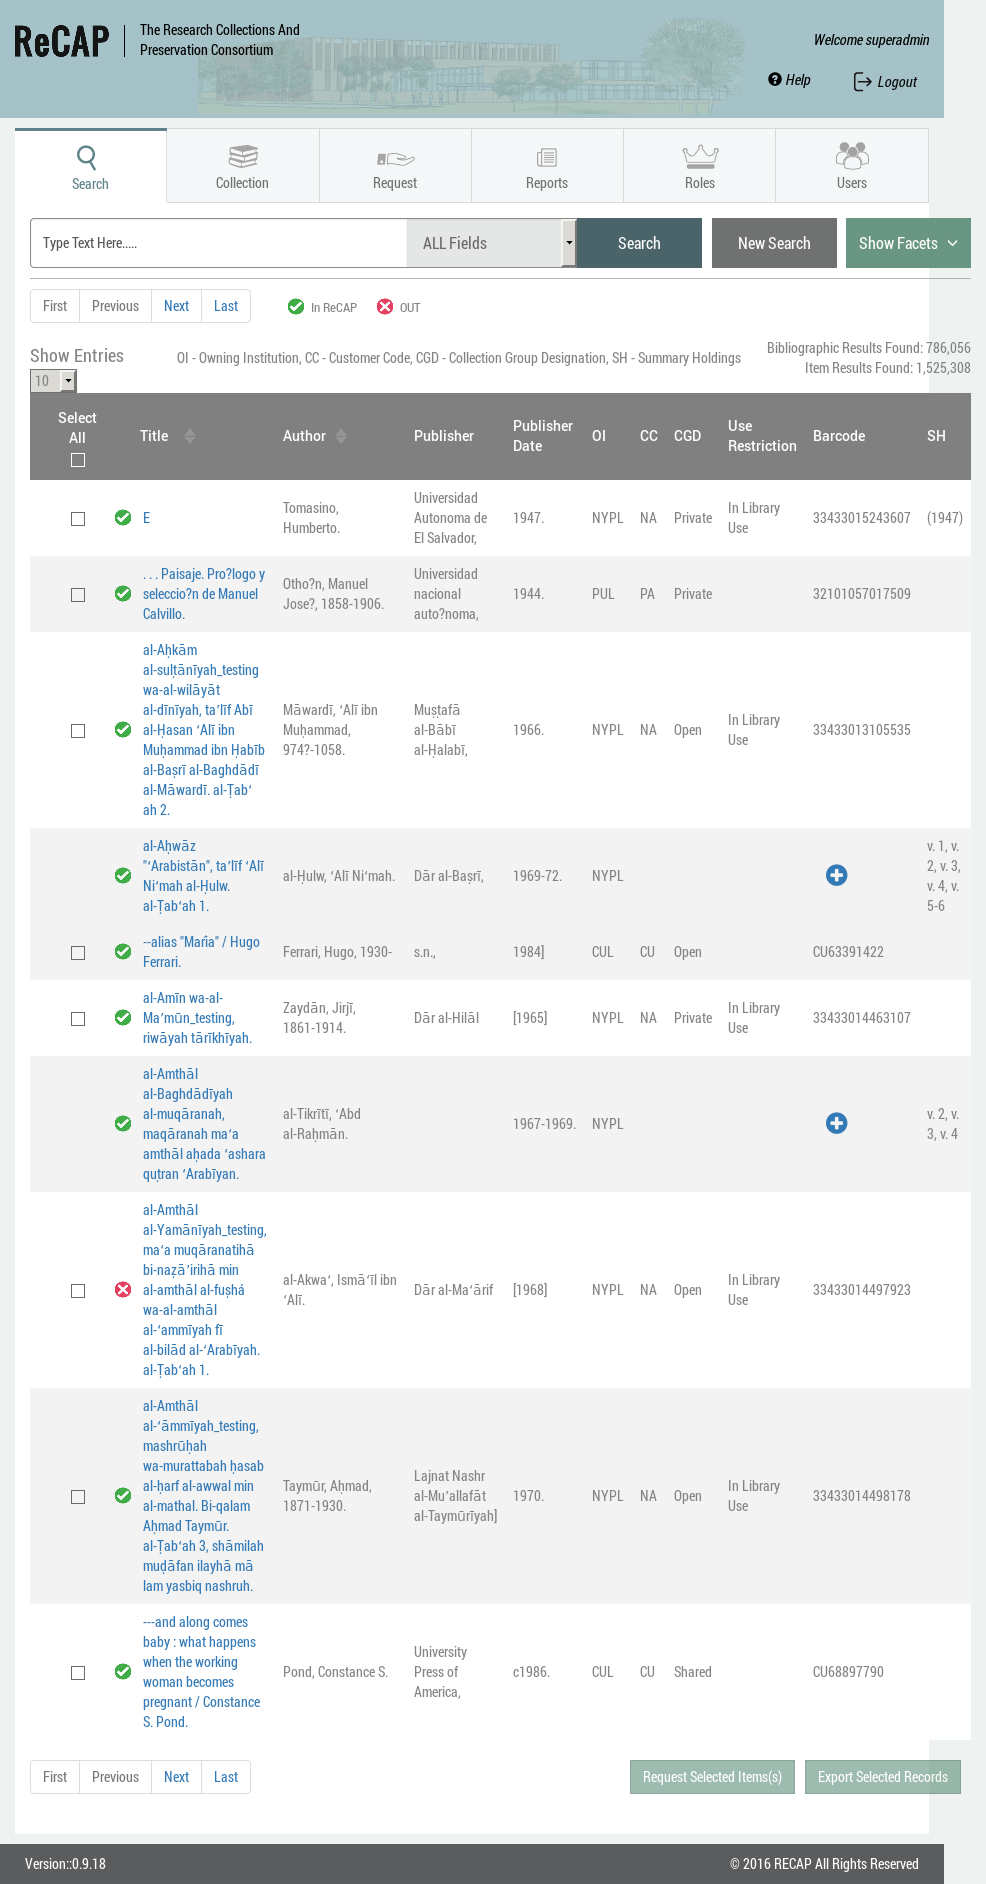 ReCAP
The Research Collections And
Preservation Consortium
Welcome superadmin
Help
Logout
Search
Collection
Request
Reports
Roles
Users
Type Text Here.....
ALL Fields
Search
New Search
Show Facets
First Previous Next Last
In ReCAP
OUT
Show Entries
10
OI - Owning Institution, CC - Customer Code, CGD - Collection Group Designation, SH - Summary Holdings
Bibliographic Results Found: 786,056
Item Results Found: 1,525,308
Select
All
Title
Author
Publisher
Publisher
Date
OI
CC
CGD
Use
Restriction
Barcode
SH
E
Tomasino,
Humberto.
Universidad
Autonoma de
El Salvador,
1947.
NYPL
NA
Private
In Library
Use
33433015243607
(1947)
. . . Paisaje. Pro?logo y
seleccio?n de Manuel
Calvillo.
Otho?n, Manuel
Jose?, 1858-1906.
Universidad
nacional
auto?noma,
1944.
PUL
PA
Private
32101057017509
al-Aḥkām
al-sulṭānīyah_testing
wa-al-wilāyāt
al-dīnīyah, ta’līf Abī
al-Ḥasan ‘Alī ibn
Muḥammad ibn Ḥabīb
al-Baṣrī al-Baghdādī
al-Māwardī. al-Ṭab‘
ah 2.
Māwardī, ‘Alī ibn
Muḥammad,
974?-1058.
Muṣṭafā
al-Bābī
al-Ḥalabī,
1966.
NYPL
NA
Open
In Library
Use
33433013105535
al-Aḥwāz
"‘Arabistān", ta’līf ‘Alī
Ni‘mah al-Ḥulw.
al-Ṭab‘ah 1.
al-Ḥulw, ‘Alī Ni‘mah.
Dār al-Baṣrī,
1969-72.
NYPL
v. 1, v.
2, v. 3,
v. 4, v.
5-6
--alias "María" / Hugo
Ferrari.
Ferrari, Hugo, 1930-
s.n.,
1984]
CUL
CU
Open
CU63391422
al-Amīn wa-al-
Ma’mūn_testing,
riwāyah tārīkhīyah.
Zaydān, Jirjī,
1861-1914.
Dār al-Hilāl
[1965]
NYPL
NA
Private
In Library
Use
33433014463107
al-Amthāl
al-Baghdādīyah
al-muqāranah,
maqāranah ma‘a
amthāl aḥada ‘ashara
quṭran ‘Arabīyan.
al-Tikrītī, ‘Abd
al-Raḥmān.
1967-1969.
NYPL
v. 2, v.
3, v. 4
al-Amthāl
al-Yamānīyah_testing,
ma‘a muqāranatihā
bi-naẓā’irihā min
al-amthāl al-fuṣhá
wa-al-amthāl
al-‘ammīyah fī
al-bilād al-‘Arabīyah.
al-Ṭab‘ah 1.
al-Akwa‘, Ismā‘īl ibn
‘Alī.
Dār al-Ma‘ārif
[1968]
NYPL
NA
Open
In Library
Use
33433014497923
al-Amthāl
al-‘āmmīyah_testing,
mashrūḥah
wa-murattabah ḥasab
al-ḥarf al-awwal min
al-mathal. Bi-qalam
Aḥmad Taymūr.
al-Ṭab‘ah 3, shāmilah
muḍāfan ilayhā mā
lam yasbiq nashruh.
Taymūr, Aḥmad,
1871-1930.
Lajnat Nashr
al-Mu’allafāt
al-Taymūrīyah]
1970.
NYPL
NA
Open
In Library
Use
33433014498178
---and along comes
baby : what happens
when the working
woman becomes
pregnant / Constance
S. Pond.
Pond, Constance S.
University
Press of
America,
c1986.
CUL
CU
Shared
CU68897790
First Previous Next Last
Request Selected Items(s)
Export Selected Records
Version::0.9.18
© 2016 RECAP All Rights Reserved